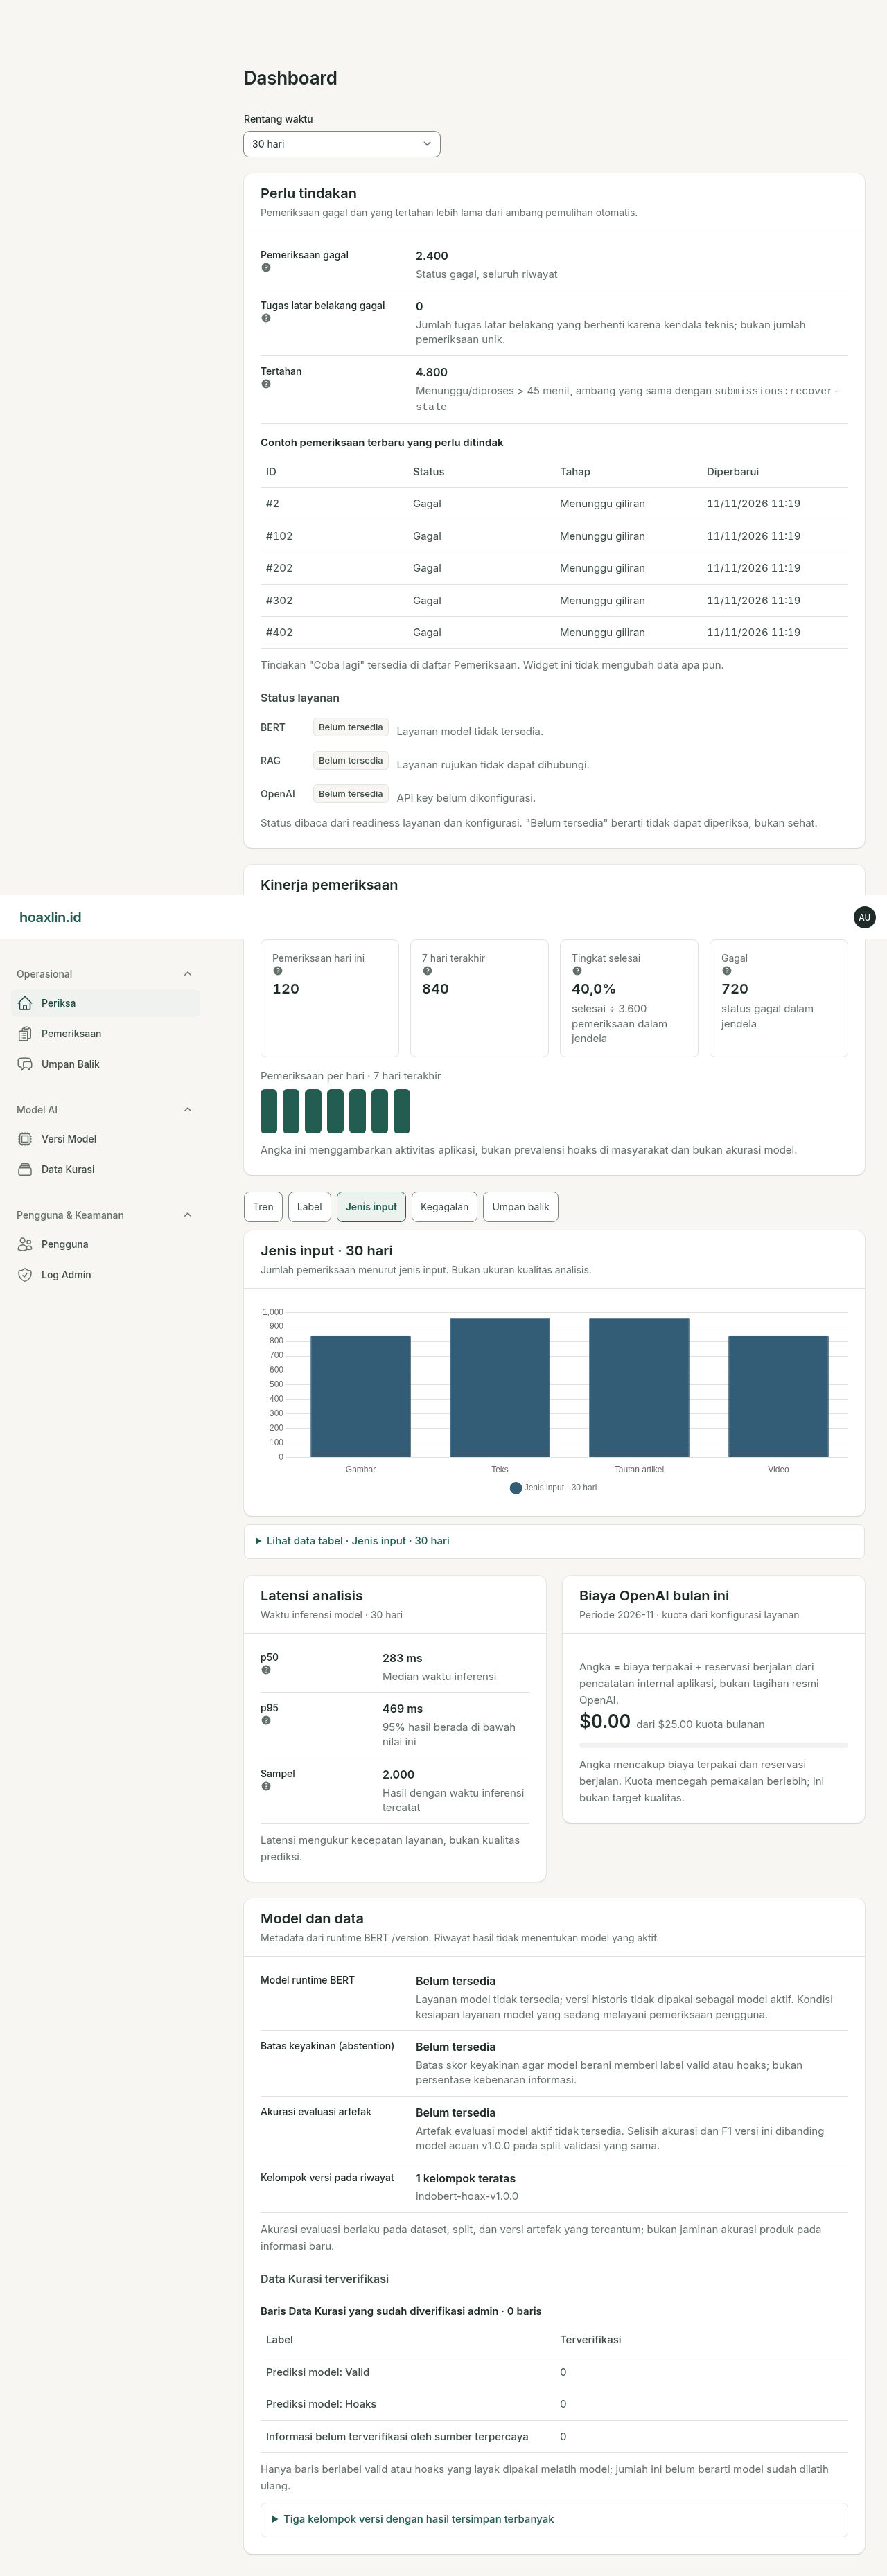 Dashboard
Rentang waktu
30 hari
Perlu tindakan
Pemeriksaan gagal dan yang tertahan lebih lama dari ambang pemulihan otomatis.
Pemeriksaan gagal
?
2.400
Status gagal, seluruh riwayat
Tugas latar belakang gagal
?
0
Jumlah tugas latar belakang yang berhenti karena kendala teknis; bukan jumlah
pemeriksaan unik.
Tertahan
?
4.800
Menunggu/diproses > 45 menit, ambang yang sama dengan submissions:recover-
stale
Contoh pemeriksaan terbaru yang perlu ditindak
ID Status Tahap Diperbarui
#2 Gagal Menunggu giliran 11/11/2026 11:19
#102 Gagal Menunggu giliran 11/11/2026 11:19
#202 Gagal Menunggu giliran 11/11/2026 11:19
#302 Gagal Menunggu giliran 11/11/2026 11:19
#402 Gagal Menunggu giliran 11/11/2026 11:19
Tindakan "Coba lagi" tersedia di daftar Pemeriksaan. Widget ini tidak mengubah data apa pun.
Status layanan
BERT Belum tersedia Layanan model tidak tersedia.
RAG Belum tersedia Layanan rujukan tidak dapat dihubungi.
OpenAI Belum tersedia API key belum dikonfigurasi.
Status dibaca dari readiness layanan dan konfigurasi. "Belum tersedia" berarti tidak dapat diperiksa, bukan sehat.
Kinerja pemeriksaan
hoaxlin.id
AU
Operasional
Periksa
Pemeriksaan
Umpan Balik
Model AI
Versi Model
Data Kurasi
Pengguna & Keamanan
Pengguna
Log Admin
Pemeriksaan hari ini
?
120
7 hari terakhir
?
840
Tingkat selesai
?
40,0%
selesai ÷ 3.600
pemeriksaan dalam
jendela
Gagal
?
720
status gagal dalam
jendela
Pemeriksaan per hari · 7 hari terakhir
Angka ini menggambarkan aktivitas aplikasi, bukan prevalensi hoaks di masyarakat dan bukan akurasi model.
Tren Label Jenis input Kegagalan Umpan balik
Jenis input · 30 hari
Jumlah pemeriksaan menurut jenis input. Bukan ukuran kualitas analisis.
1,000
900
800
700
600
500
400
300
200
100
0
Gambar Teks Tautan artikel Video
Jenis input · 30 hari
Lihat data tabel · Jenis input · 30 hari
Latensi analisis
Waktu inferensi model · 30 hari
p50
?
283 ms
Median waktu inferensi
p95
?
469 ms
95% hasil berada di bawah
nilai ini
Sampel
?
2.000
Hasil dengan waktu inferensi
tercatat
Latensi mengukur kecepatan layanan, bukan kualitas
prediksi.
Biaya OpenAI bulan ini
Periode 2026-11 · kuota dari konfigurasi layanan
Angka = biaya terpakai + reservasi berjalan dari
pencatatan internal aplikasi, bukan tagihan resmi
OpenAI.
$0.00 dari $25.00 kuota bulanan
Angka mencakup biaya terpakai dan reservasi
berjalan. Kuota mencegah pemakaian berlebih; ini
bukan target kualitas.
Model dan data
Metadata dari runtime BERT /version. Riwayat hasil tidak menentukan model yang aktif.
Model runtime BERT
Belum tersedia
Layanan model tidak tersedia; versi historis tidak dipakai sebagai model aktif. Kondisi
kesiapan layanan model yang sedang melayani pemeriksaan pengguna.
Batas keyakinan (abstention)
Belum tersedia
Batas skor keyakinan agar model berani memberi label valid atau hoaks; bukan
persentase kebenaran informasi.
Akurasi evaluasi artefak
Belum tersedia
Artefak evaluasi model aktif tidak tersedia. Selisih akurasi dan F1 versi ini dibanding
model acuan v1.0.0 pada split validasi yang sama.
Kelompok versi pada riwayat
1 kelompok teratas
indobert-hoax-v1.0.0
Akurasi evaluasi berlaku pada dataset, split, dan versi artefak yang tercantum; bukan jaminan akurasi produk pada
informasi baru.
Data Kurasi terverifikasi
Baris Data Kurasi yang sudah diverifikasi admin · 0 baris
Label Terverifikasi
Prediksi model: Valid 0
Prediksi model: Hoaks 0
Informasi belum terverifikasi oleh sumber terpercaya 0
Hanya baris berlabel valid atau hoaks yang layak dipakai melatih model; jumlah ini belum berarti model sudah dilatih
ulang.
Tiga kelompok versi dengan hasil tersimpan terbanyak